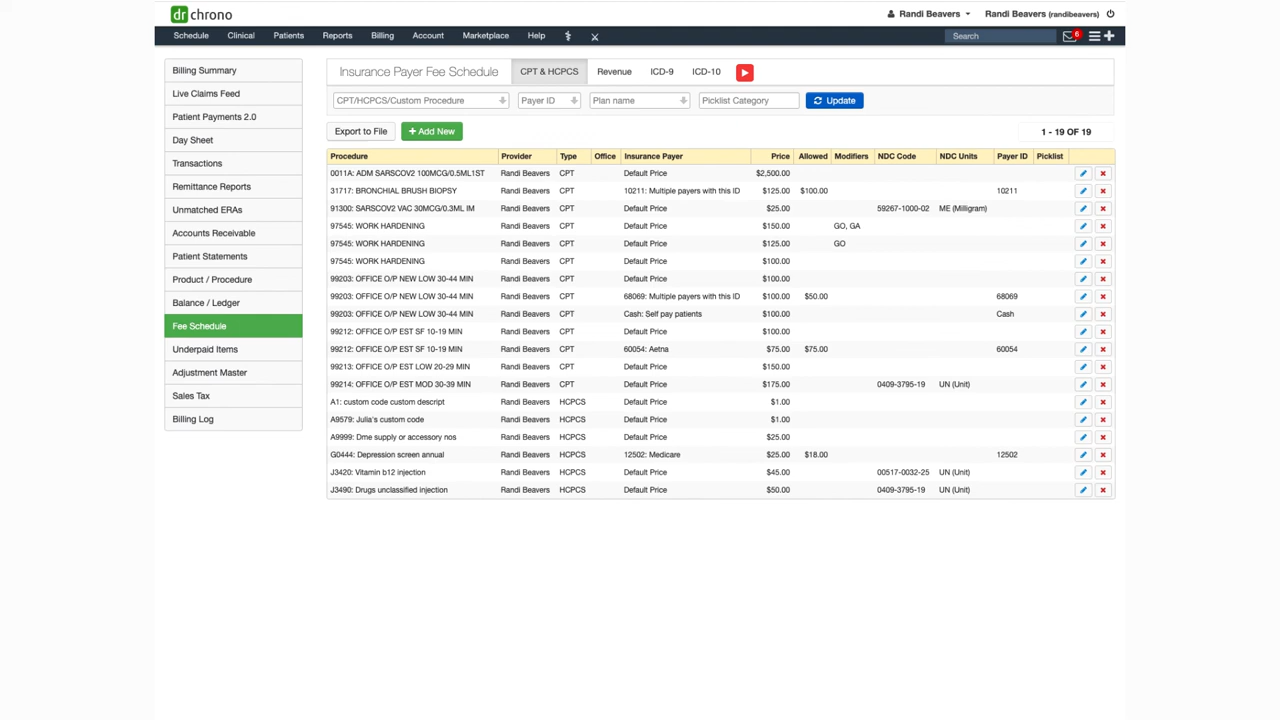 dr chrono
Randi Beavers
Randi Beavers (randibeavers)
Schedule Clinical Patients Reports Billing Account Marketplace Help Search 6
Billing Summary
Live Claims Feed
Patient Payments 2.0
Day Sheet
Transactions
Remittance Reports
Unmatched ERAs
Accounts Receivable
Patient Statements
Product / Procedure
Balance / Ledger
Fee Schedule
Underpaid Items
Adjustment Master
Sales Tax
Billing Log
Insurance Payer Fee Schedule CPT & HCPCS Revenue ICD-9 ICD-10
CPT/HCPCS/Custom Procedure Payer ID Plan name Picklist Category Update
Export to File + Add New 1 - 19 OF 19
Procedure Provider Type Office Insurance Payer Price Allowed Modifiers NDC Code NDC Units Payer ID Picklist
0011A: ADM SARSCOV2 100MCG/0.5ML1ST Randi Beavers CPT Default Price $2,500.00
31717: BRONCHIAL BRUSH BIOPSY Randi Beavers CPT 10211: Multiple payers with this ID $125.00 $100.00 10211
91300: SARSCOV2 VAC 30MCG/0.3ML IM Randi Beavers CPT Default Price $25.00 59267-1000-02 ME (Milligram)
97545: WORK HARDENING Randi Beavers CPT Default Price $150.00 GO, GA
97545: WORK HARDENING Randi Beavers CPT Default Price $125.00 GO
97545: WORK HARDENING Randi Beavers CPT Default Price $100.00
99203: OFFICE O/P NEW LOW 30-44 MIN Randi Beavers CPT Default Price $100.00
99203: OFFICE O/P NEW LOW 30-44 MIN Randi Beavers CPT 68069: Multiple payers with this ID $100.00 $50.00 68069
99203: OFFICE O/P NEW LOW 30-44 MIN Randi Beavers CPT Cash: Self pay patients $100.00 Cash
99212: OFFICE O/P EST SF 10-19 MIN Randi Beavers CPT Default Price $100.00
99212: OFFICE O/P EST SF 10-19 MIN Randi Beavers CPT 60054: Aetna $75.00 $75.00 60054
99213: OFFICE O/P EST LOW 20-29 MIN Randi Beavers CPT Default Price $150.00
99214: OFFICE O/P EST MOD 30-39 MIN Randi Beavers CPT Default Price $175.00 0409-3795-19 UN (Unit)
A1: custom code custom descript Randi Beavers HCPCS Default Price $1.00
A9579: Julia's custom code Randi Beavers HCPCS Default Price $1.00
A9999: Dme supply or accessory nos Randi Beavers HCPCS Default Price $25.00
G0444: Depression screen annual Randi Beavers HCPCS 12502: Medicare $25.00 $18.00 12502
J3420: Vitamin b12 injection Randi Beavers HCPCS Default Price $45.00 00517-0032-25 UN (Unit)
J3490: Drugs unclassified injection Randi Beavers HCPCS Default Price $50.00 0409-3795-19 UN (Unit)